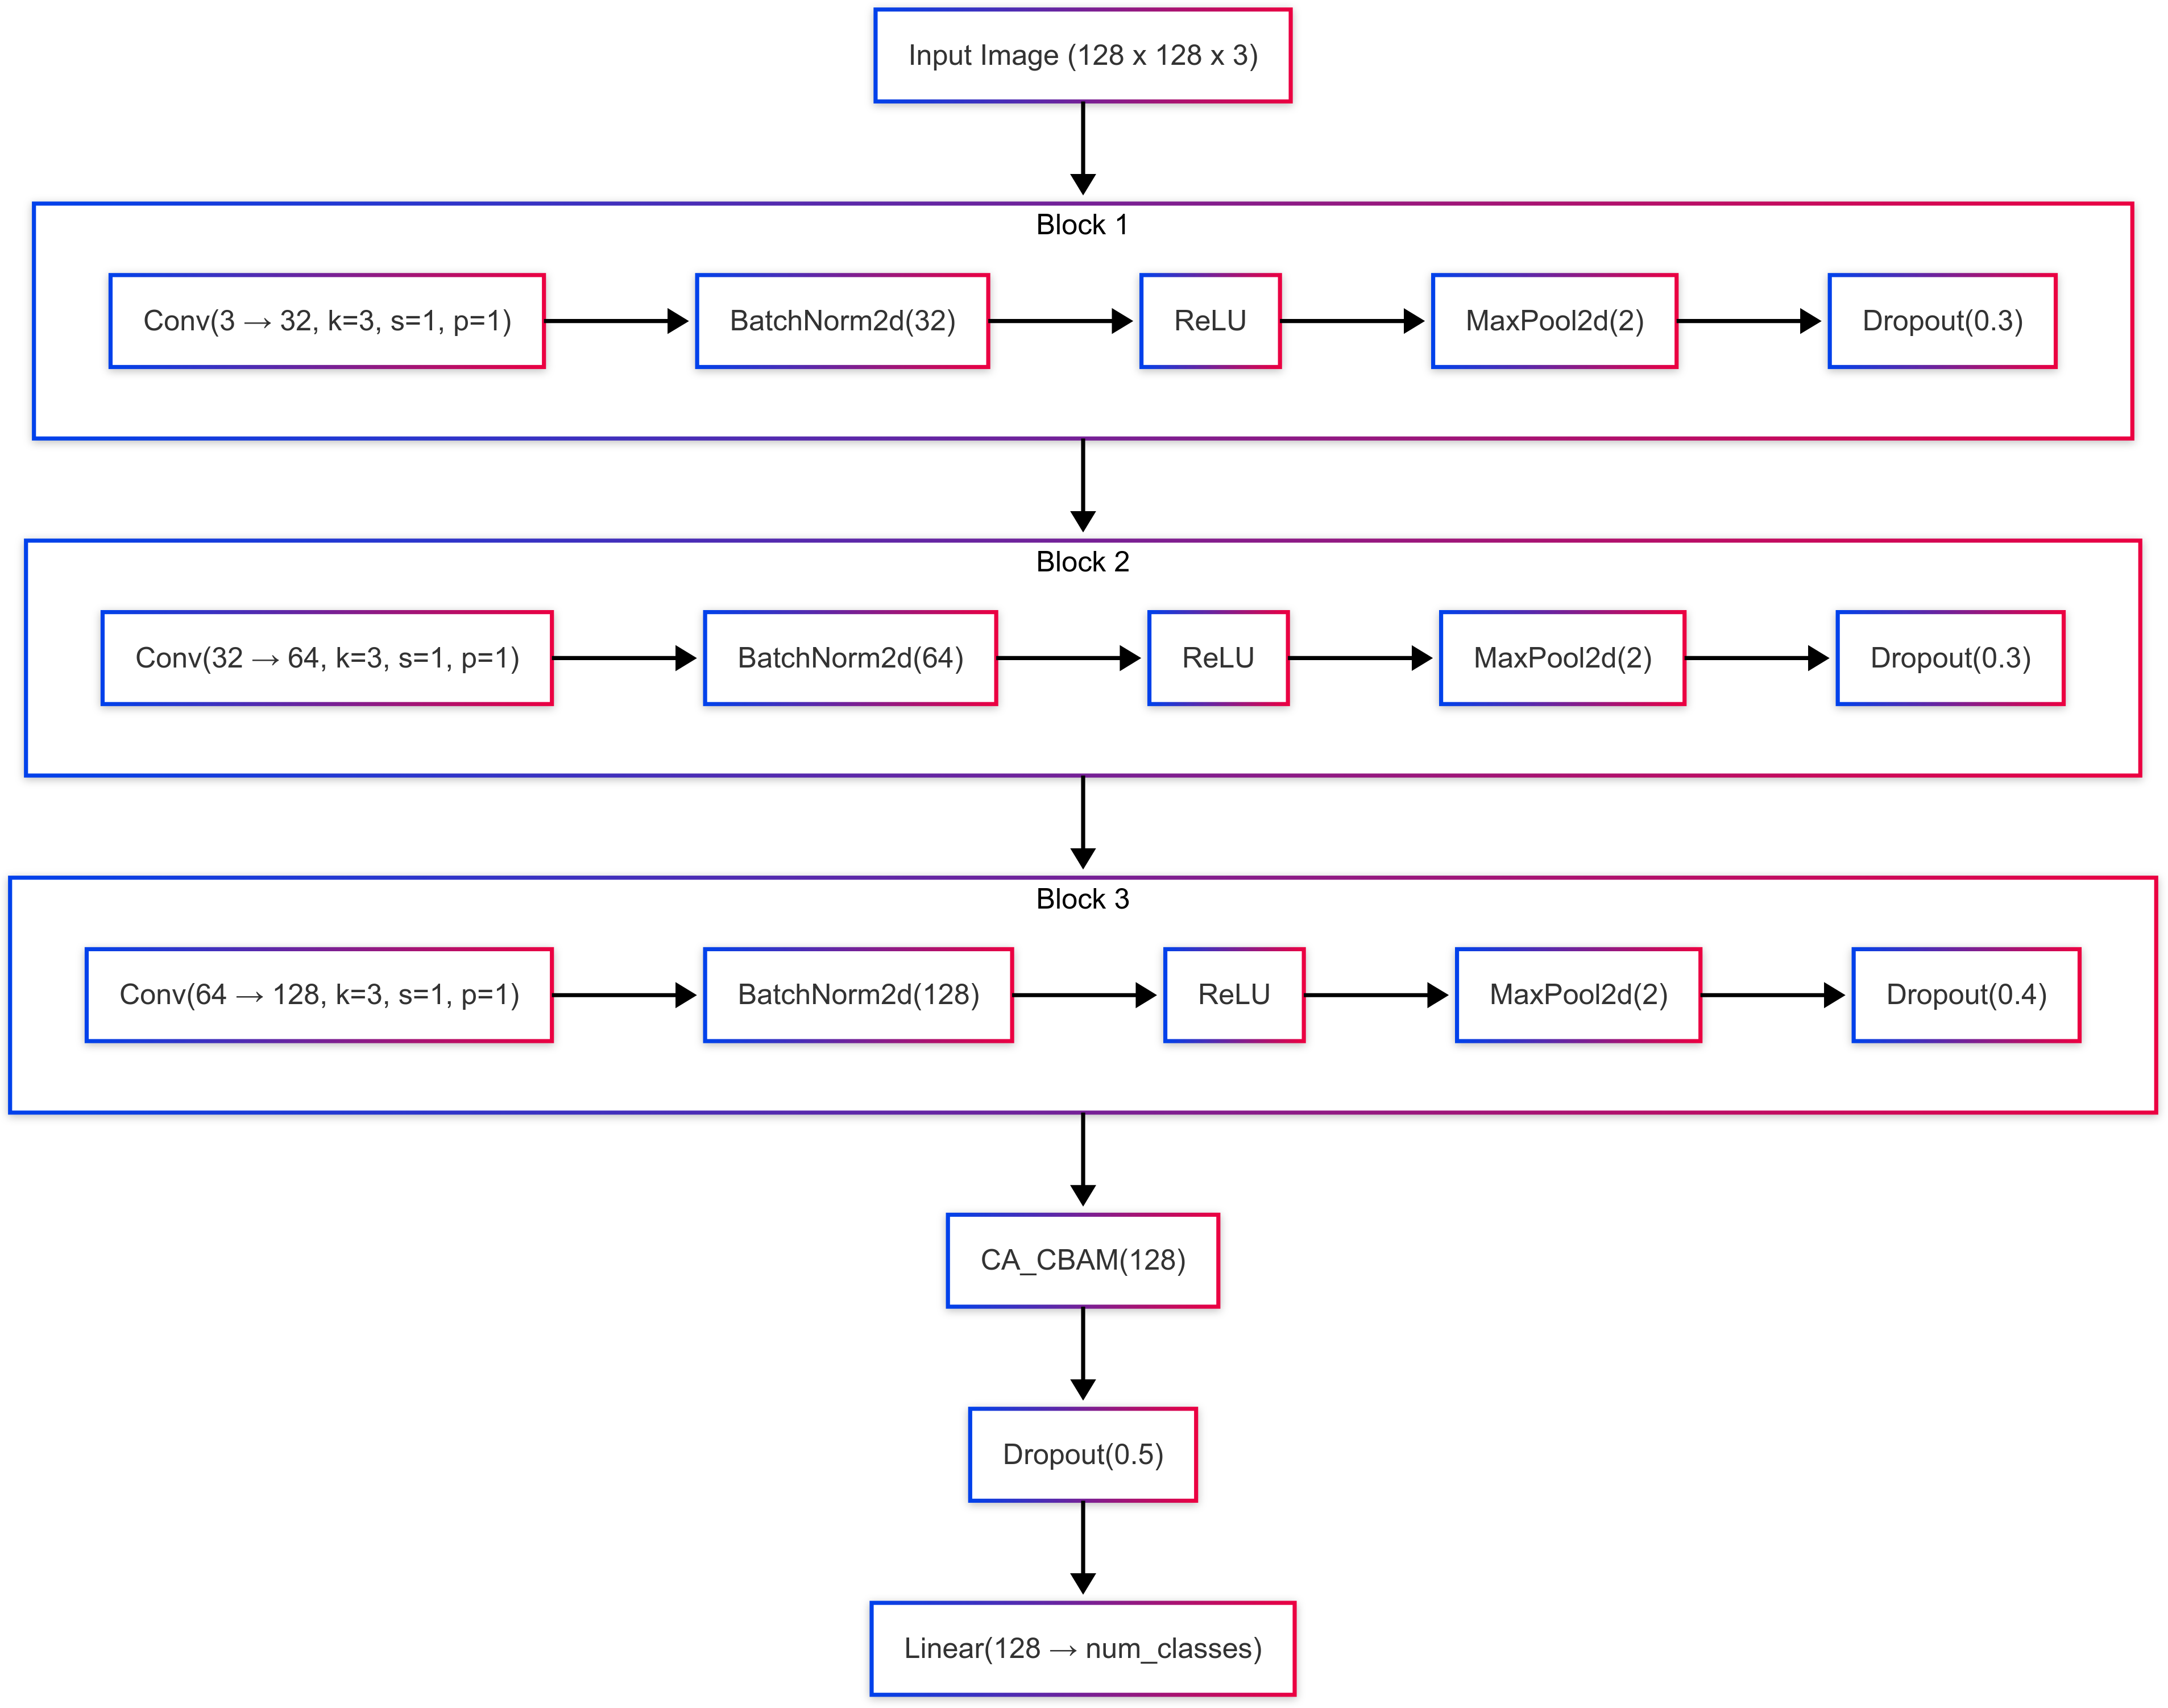 Input Image (128 x 128 x 3)
Block 1
Conv(3 → 32, k=3, s=1, p=1)
BatchNorm2d(32)
ReLU
MaxPool2d(2)
Dropout(0.3)
Block 2
Conv(32 → 64, k=3, s=1, p=1)
BatchNorm2d(64)
ReLU
MaxPool2d(2)
Dropout(0.3)
Block 3
Conv(64 → 128, k=3, s=1, p=1)
BatchNorm2d(128)
ReLU
MaxPool2d(2)
Dropout(0.4)
CA_CBAM(128)
Dropout(0.5)
Linear(128 → num_classes)